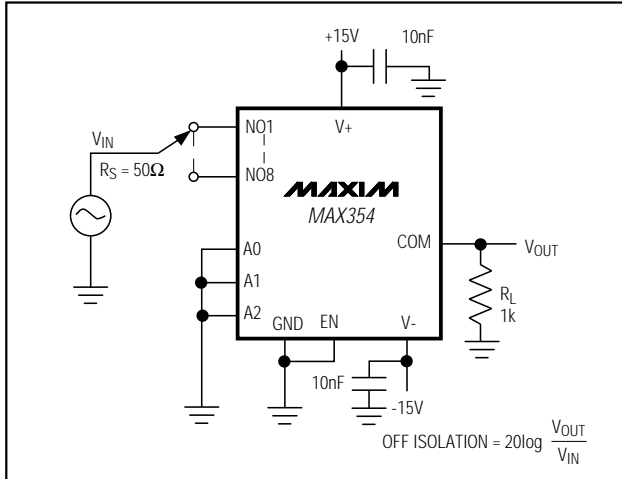 +15V
10nF
V+
V_IN
R_S = 50Ω
NO1
NO8
MAXIM
MAX354
COM
V_OUT
R_L
1k
A0
A1
A2
GND
EN
V-
10nF
-15V
OFF ISOLATION = 20log V_OUT / V_IN